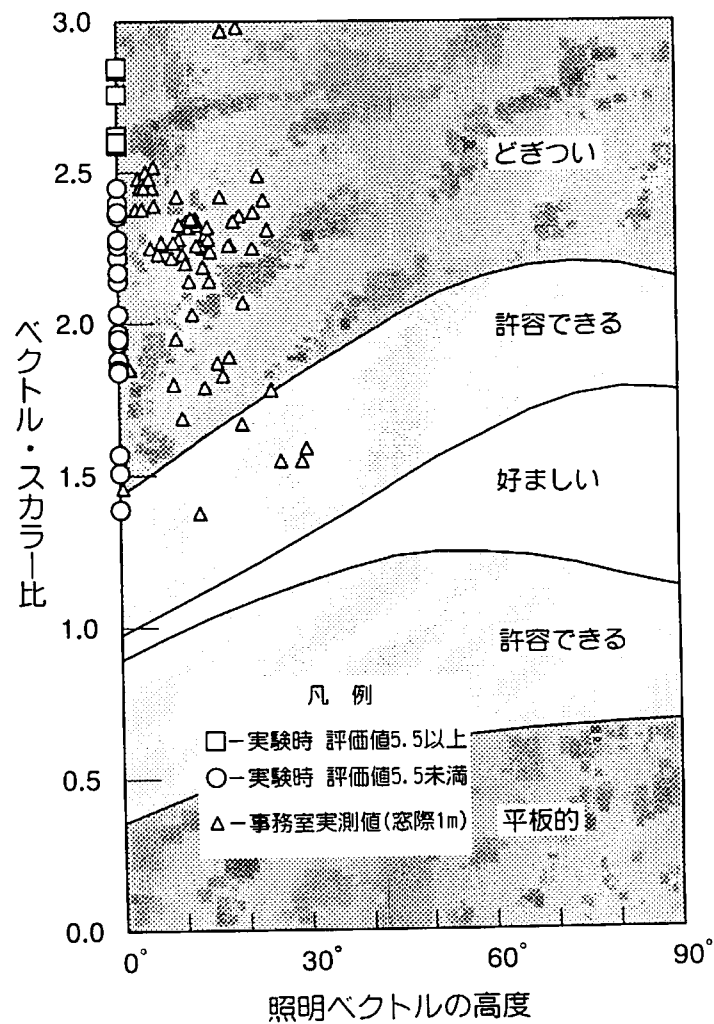 3.0
2.5
2.0
1.5
1.0
0.5
0.0
ベクトル・スカラー比
どぎつい
許容できる
好ましい
許容できる
凡 例
□−実験時 評価値5.5以上
○−実験時 評価値5.5未満
△−事務室実測値(窓際1m)
平板的
0° 30° 60° 90°
照明ベクトルの高度